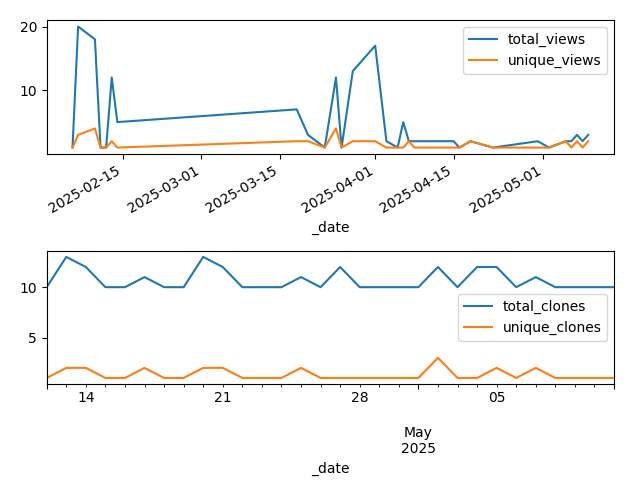 20
10
total_views
unique_views
2025-02-15
2025-03-01
2025-03-15
2025-04-01
2025-04-15
2025-05-01
_date
10
5
total_clones
unique_clones
14
21
28
05
May
2025
_date